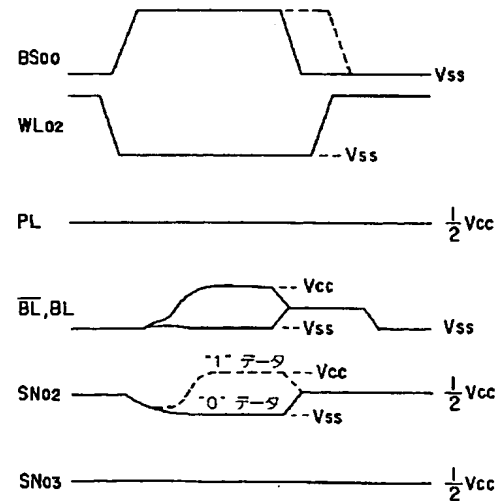 BS00
Vss
WL02
Vss
PL
1/2 Vcc
Vcc
BL,BL
Vss
Vss
"1" データ
Vcc
SN02
1/2 Vcc
"0" データ
Vss
SN03
1/2 Vcc